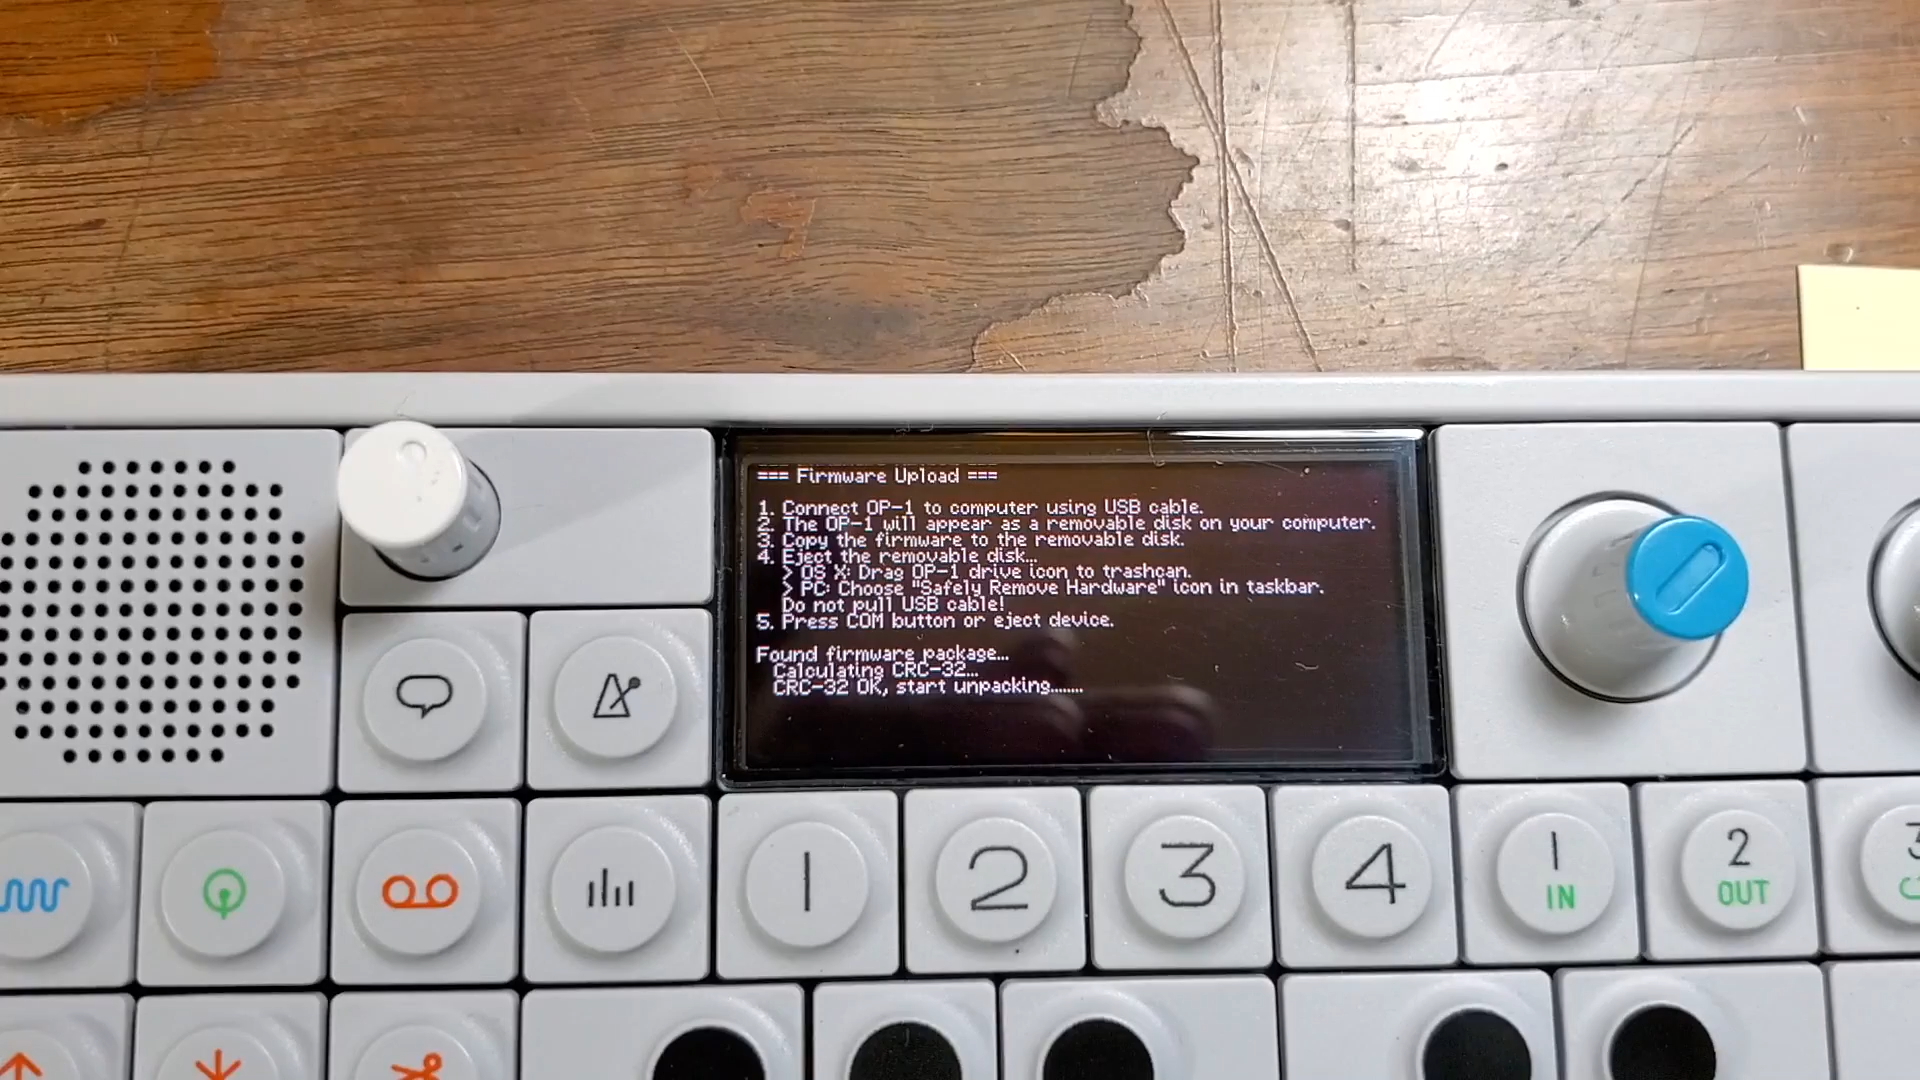 === Firmware Upload ===
1. Connect OP-1 to computer using USB cable.
2. The OP-1 will appear as a removable disk on your computer.
3. Copy the firmware to the removable disk.
4. Eject the removable disk...
> OS X: Drag OP-1 drive icon to trashcan.
> PC: Choose "Safely Remove Hardware" icon in taskbar.
Do not pull USB cable!
5. Press COM button or eject device.
Found firmware package...
Calculating CRC-32...
CRC-32 OK, start unpacking........
1
2
3
4
1
IN
2
OUT
3